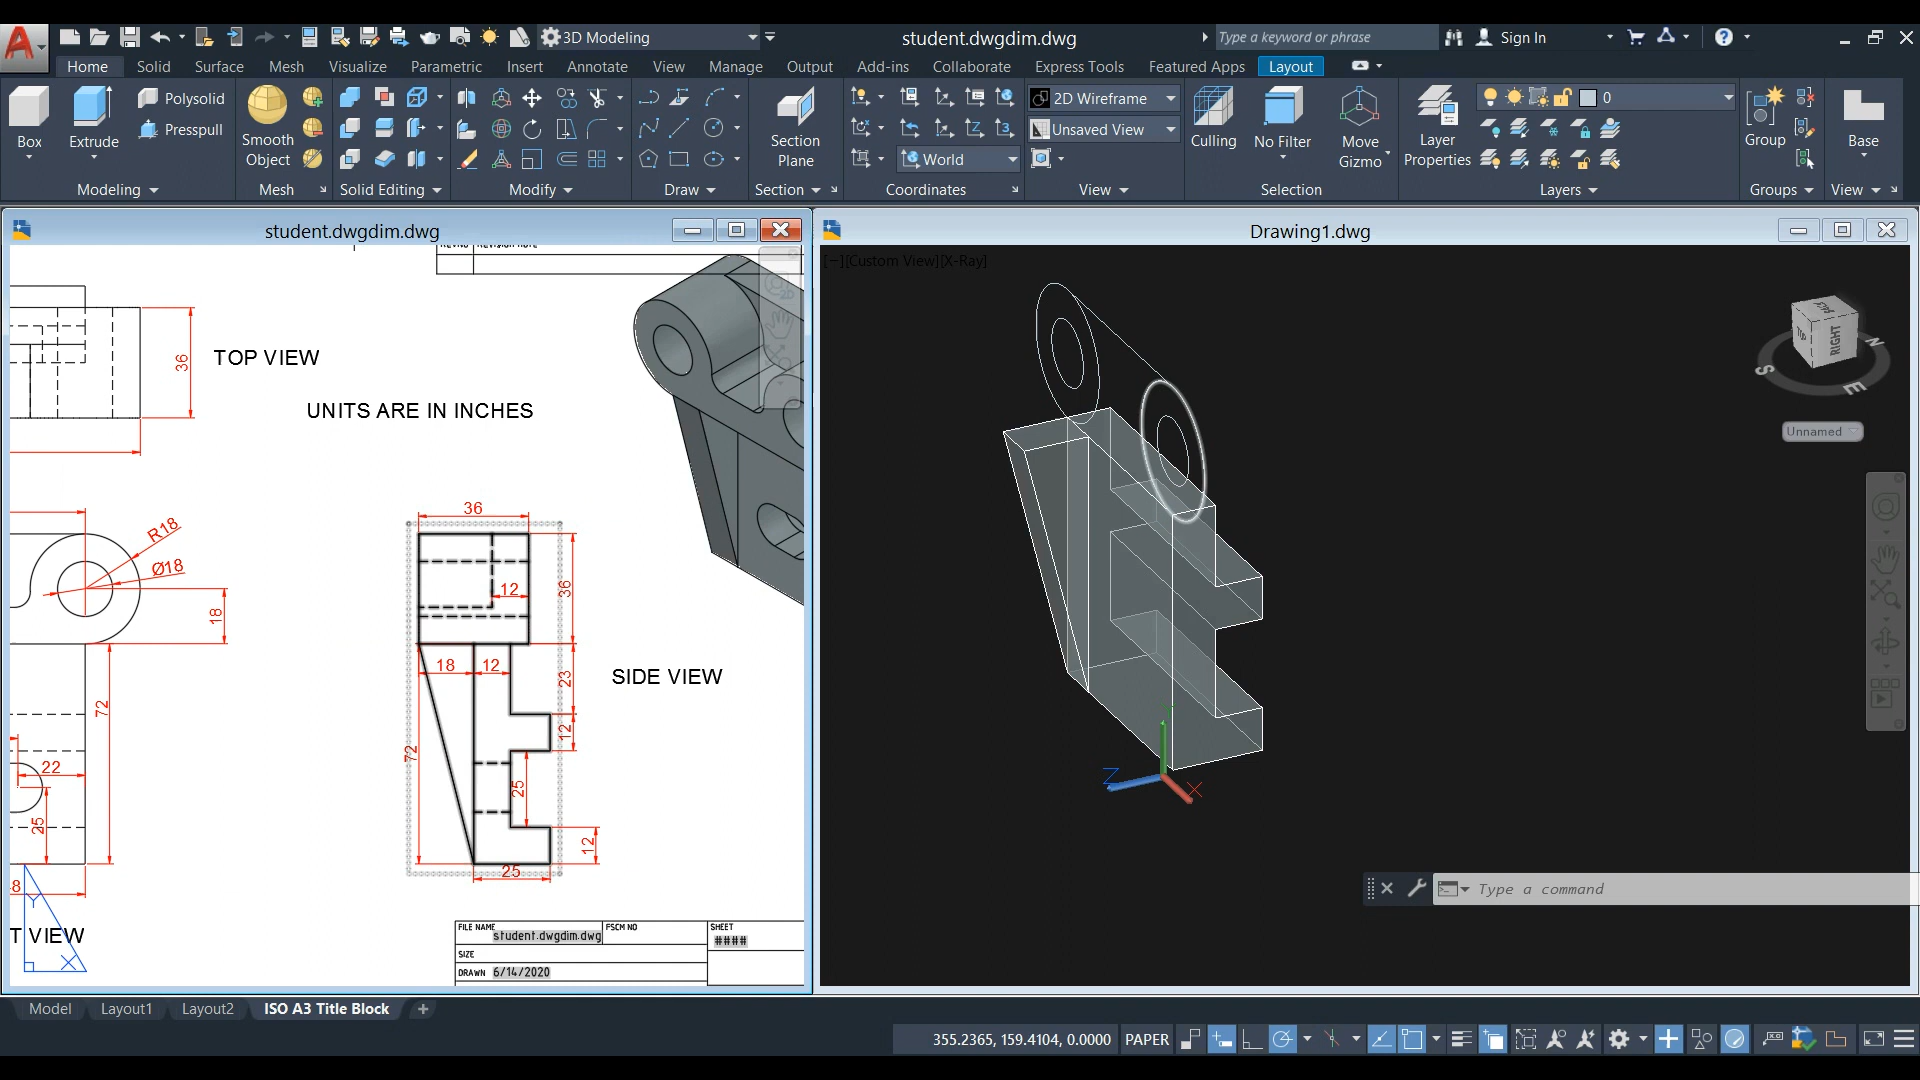 3D Modeling
student.dwgdim.dwg
Type a keyword or phrase
Sign In
Home Solid Surface Mesh Visualize Parametric Insert Annotate View Manage Output Add-ins Collaborate Express Tools Featured Apps Layout
Box
Extrude
Polysolid
Presspull
Smooth
Object
Section
Plane
World
2D Wireframe
Unsaved View
Culling
No Filter
Move
Gizmo
Layer
Properties
0
Group
Base
Modeling Mesh Solid Editing Modify Draw Section Coordinates View Selection Layers Groups View
student.dwgdim.dwg
Drawing1.dwg
[−][Custom View][X-Ray]
36
TOP VIEW
UNITS ARE IN INCHES
R18
Ø18
18
72
22
25
8
T VIEW
Y
X
36
12
36
18
12
23
12
72
25
12
25
SIDE VIEW
FILE NAME
student.dwgdim.dwg
FSCM NO
SHEET
####
SIZE
DRAWN 6/14/2020
TOP
RIGHT
BACK
S
E
N
Unnamed
Z
X
Type a command
Model Layout1 Layout2 ISO A3 Title Block +
355.2365, 159.4104, 0.0000 PAPER